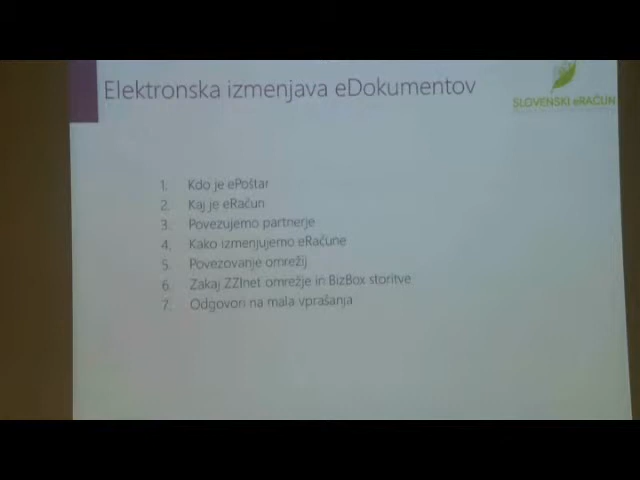 Elektronska izmenjava eDokumentov
SLOVENSKI eRAČUN
1. Kdo je ePoštar
2. Kaj je eRačun
3. Povezujemo partnerje
4. Kako izmenjujemo eRačune
5. Povezovanje omrežij
6. Zakaj ZZInet omrežje in BizBox storitve
7. Odgovori na mala vprašanja